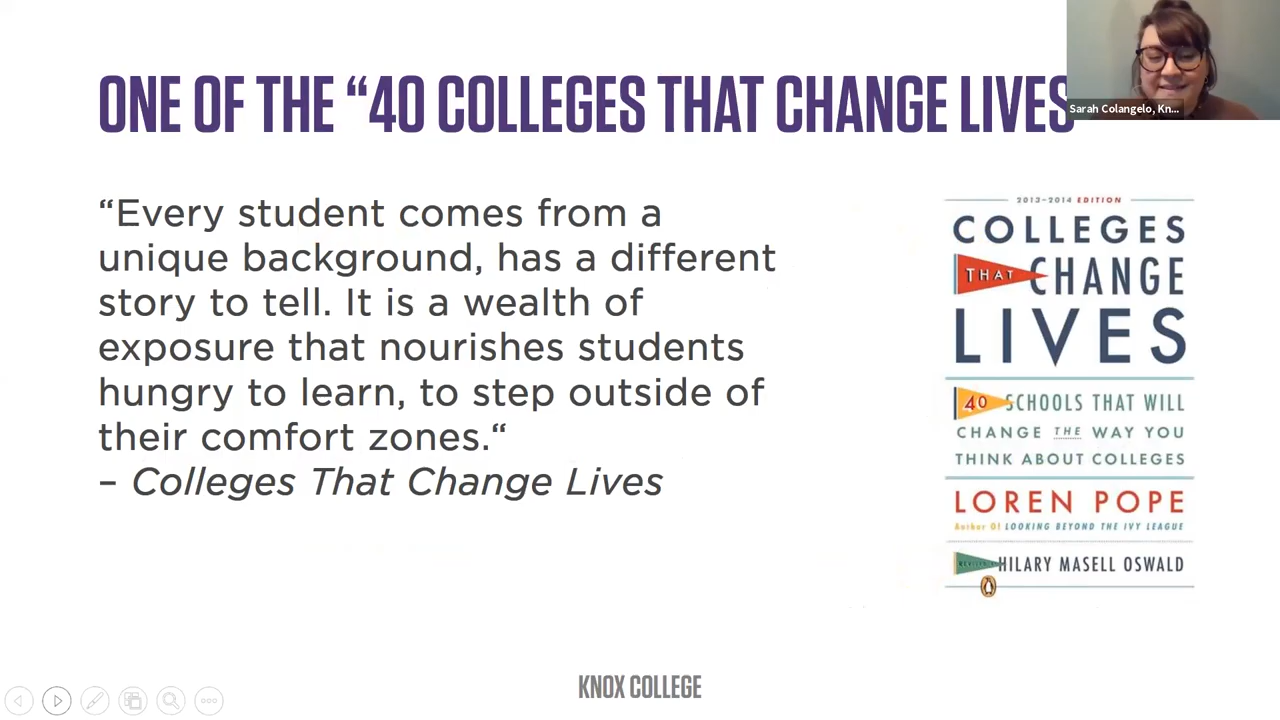 ONE OF THE “40 COLLEGES THAT CHANGE LIVES
Sarah Colangelo, Kn...
“Every student comes from a
unique background, has a different
story to tell. It is a wealth of
exposure that nourishes students
hungry to learn, to step outside of
their comfort zones.“
– Colleges That Change Lives
2013–2014 EDITION
COLLEGES
THAT CHANGE
LIVES
40 SCHOOLS THAT WILL
CHANGE THE WAY YOU
THINK ABOUT COLLEGES
LOREN POPE
Author Of LOOKING BEYOND THE IVY LEAGUE
HILARY MASELL OSWALD
KNOX COLLEGE